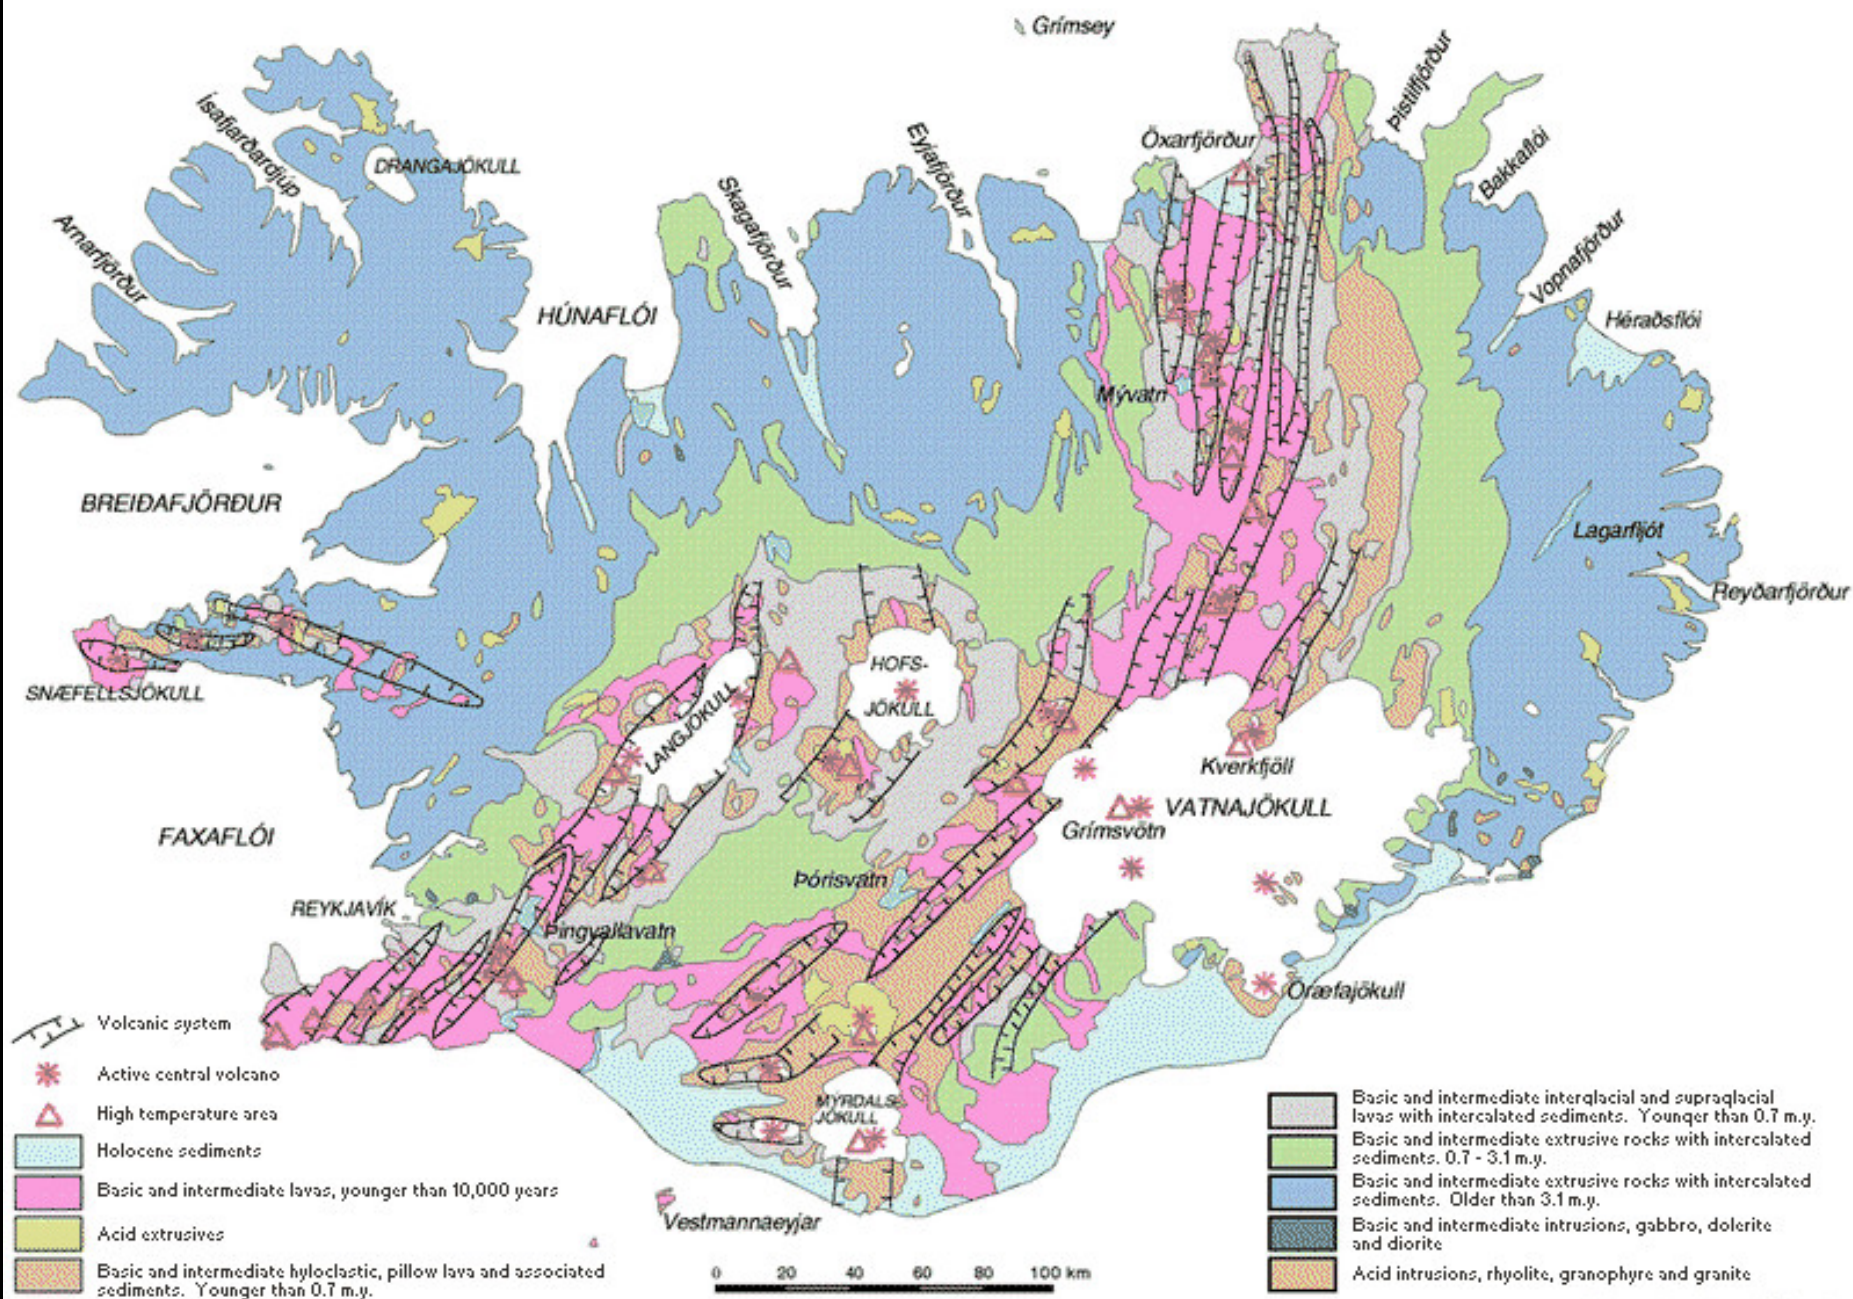 Grímsey
Þistilfjörður
Öxarfjörður
Bakkaflói
Eyjafjörður
Ísafjarðardjúp
DRANGAJÖKULL
Skagafjörður
Arnarfjörður
Vopnafjörður
HÚNAFLÓI
Héraðsflói
Mývatn
BREIÐAFJÖRÐUR
Lagarfljót
Reyðarfjörður
HOFS-
JÖKULL
SNÆFELLSJÖKULL
LANGJÖKULL
Kverkfjöll
VATNAJÖKULL
Grímsvötn
FAXAFLÓI
Þórisvatn
REYKJAVÍK
Þingvallavatn
Öræfajökull
MÝRDALS-
JÖKULL
Vestmannaeyjar
Volcanic system
Active central volcano
High temperature area
Holocene sediments
Basic and intermediate lavas, younger than 10,000 years
Acid extrusives
Basic and intermediate hyloclastic, pillow lava and associated
sediments. Younger than 0.7 m.y.
0 20 40 60 80 100 km
Basic and intermediate interglacial and supraglacial
lavas with intercalated sediments. Younger than 0.7 m.y.
Basic and intermediate extrusive rocks with intercalated
sediments. 0.7 - 3.1 m.y.
Basic and intermediate extrusive rocks with intercalated
sediments. Older than 3.1 m.y.
Basic and intermediate intrusions, gabbro, dolerite
and diorite
Acid intrusions, rhyolite, granophyre and granite